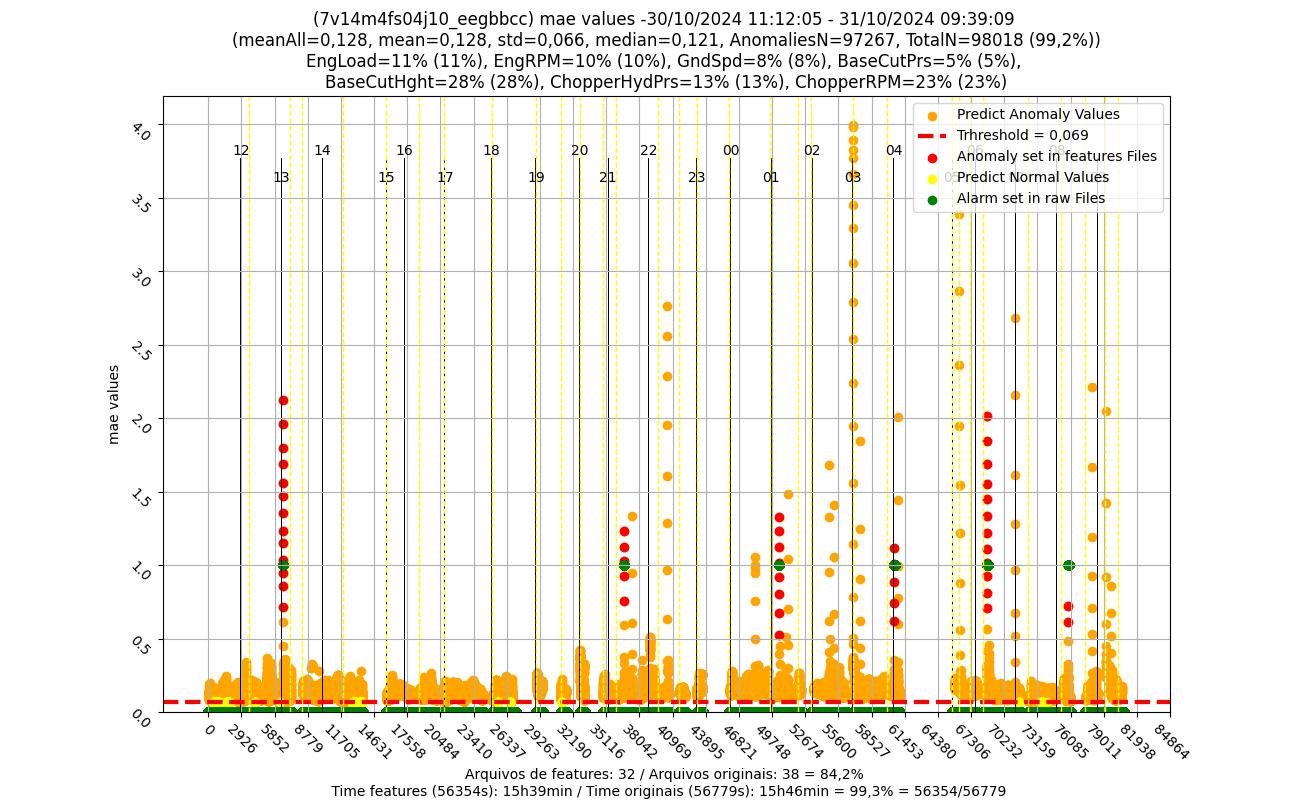 (7v14m4fs04j10_eegbbcc) mae values -30/10/2024 11:12:05 - 31/10/2024 09:39:09
(meanAll=0,128, mean=0,128, std=0,066, median=0,121, AnomaliesN=97267, TotalN=98018 (99,2%))
EngLoad=11% (11%), EngRPM=10% (10%), GndSpd=8% (8%), BaseCutPrs=5% (5%),
BaseCutHght=28% (28%), ChopperHydPrs=13% (13%), ChopperRPM=23% (23%)
Predict Anomaly Values
Trhreshold = 0,069
Anomaly set in features Files
Predict Normal Values
Alarm set in raw Files
12 14 16 18 20 22 00 02 04 06 08
13 15 17 19 21 23 01 03 05
mae values
4.0
3.5
3.0
2.5
2.0
1.5
1.0
0.5
0.0
0 2926 5852 8779 11705 14631 17558 20484 23410 26337 29263 32190 35116 38042 40969 43895 46821 49748 52674 55600 58527 61453 64380 67306 70232 73159 76085 79011 81938 84864
Arquivos de features: 32 / Arquivos originais: 38 = 84,2%
Time features (56354s): 15h39min / Time originais (56779s): 15h46min = 99,3% = 56354/56779